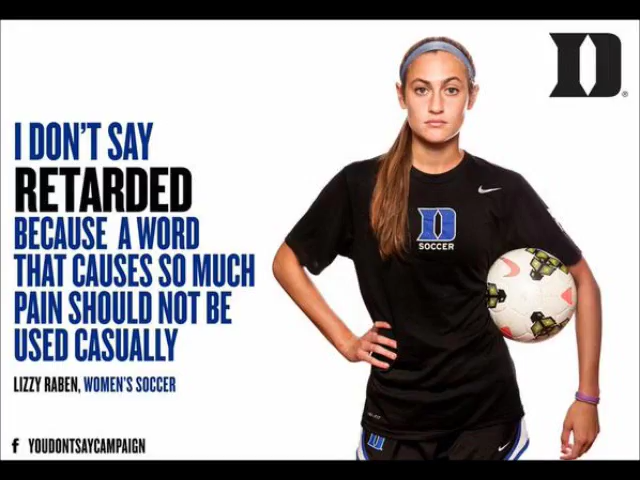 I DON'T SAY
RETARDED
BECAUSE A WORD
THAT CAUSES SO MUCH
PAIN SHOULD NOT BE
USED CASUALLY
LIZZY RABEN, WOMEN'S SOCCER
f YOUDONTSAYCAMPAIGN
D
®
D
SOCCER
D